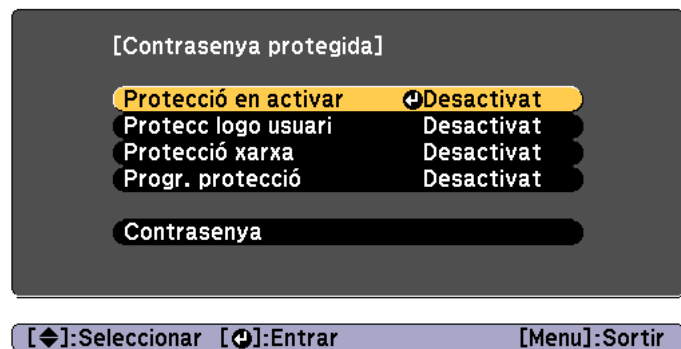 [Contrasenya protegida]
Protecció en activar Desactivat
Protecc logo usuari Desactivat
Protecció xarxa Desactivat
Progr. protecció Desactivat
Contrasenya
[◆]:Seleccionar [↵]:Entrar [Menu]:Sortir